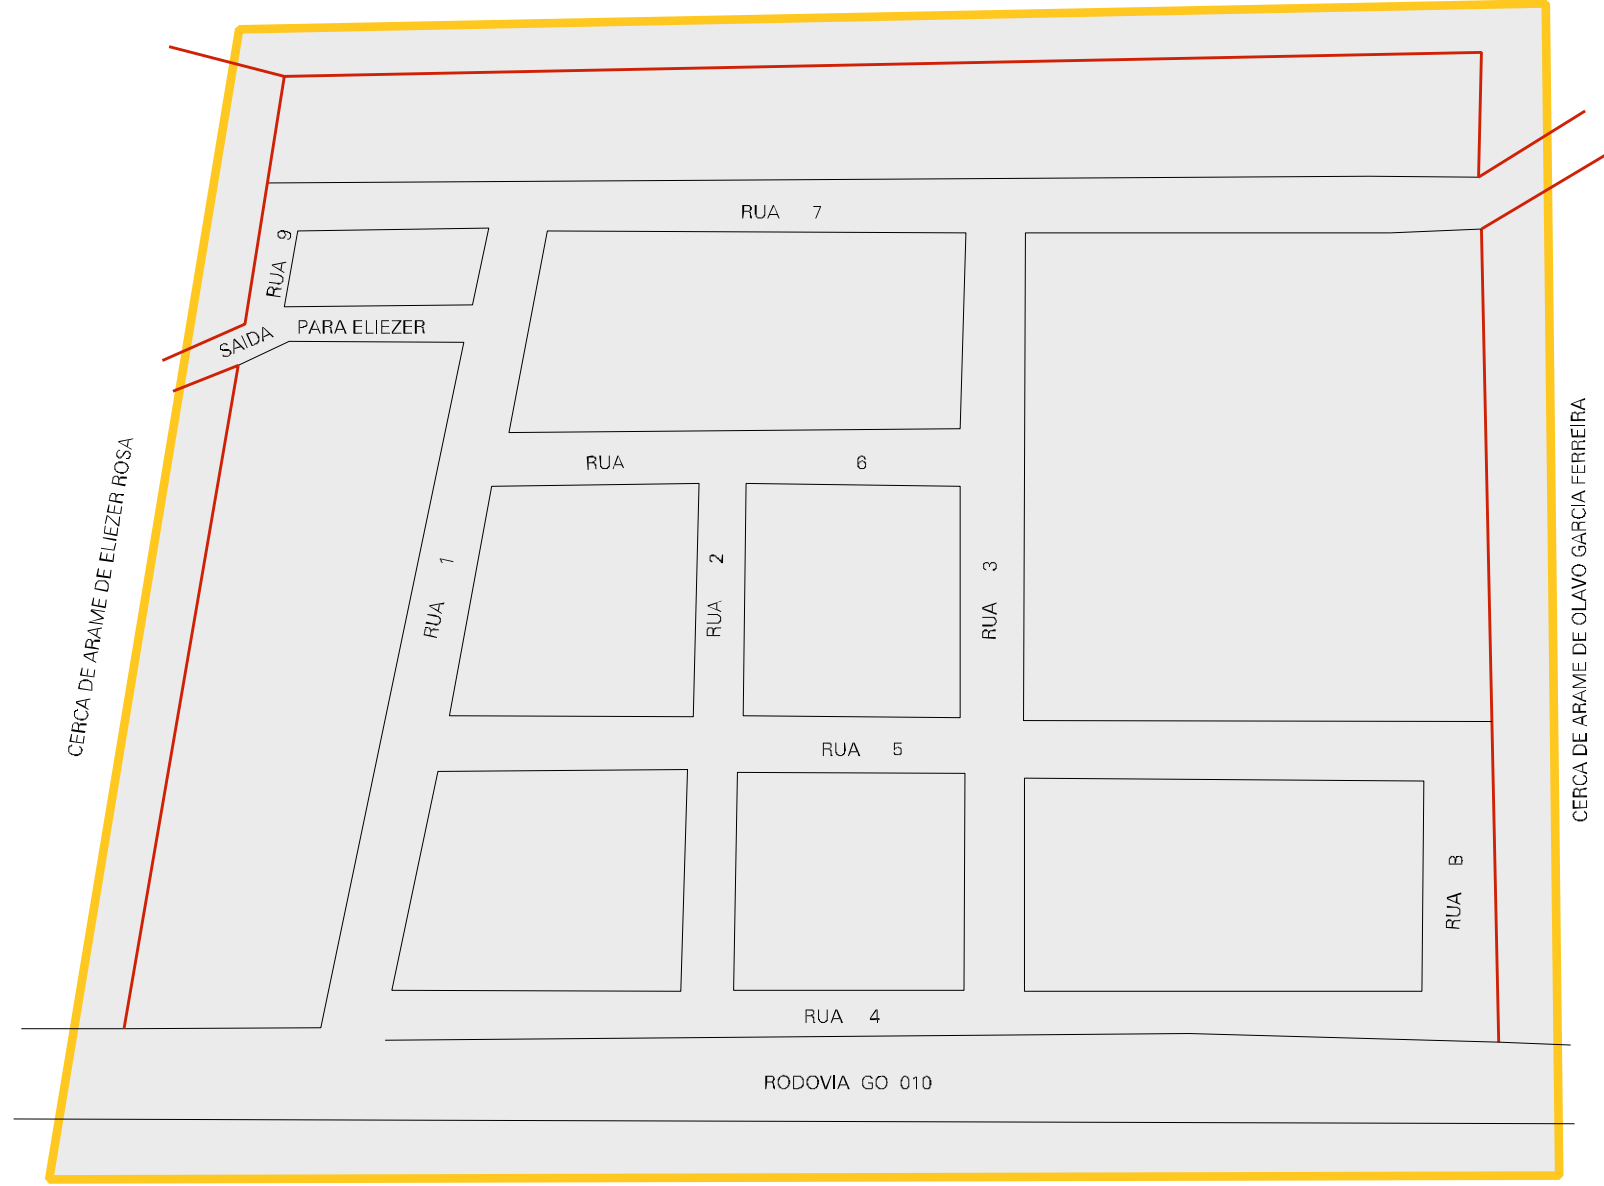 RUA 7
RUA 9
SAIDA PARA ELIEZER
CERCA DE ARAME DE ELIEZER ROSA
CERCA DE ARAME DE OLAVO GARCIA FERREIRA
RUA 6
RUA 1
RUA 2
RUA 3
RUA 5
RUA B
RUA 4
RODOVIA GO 010